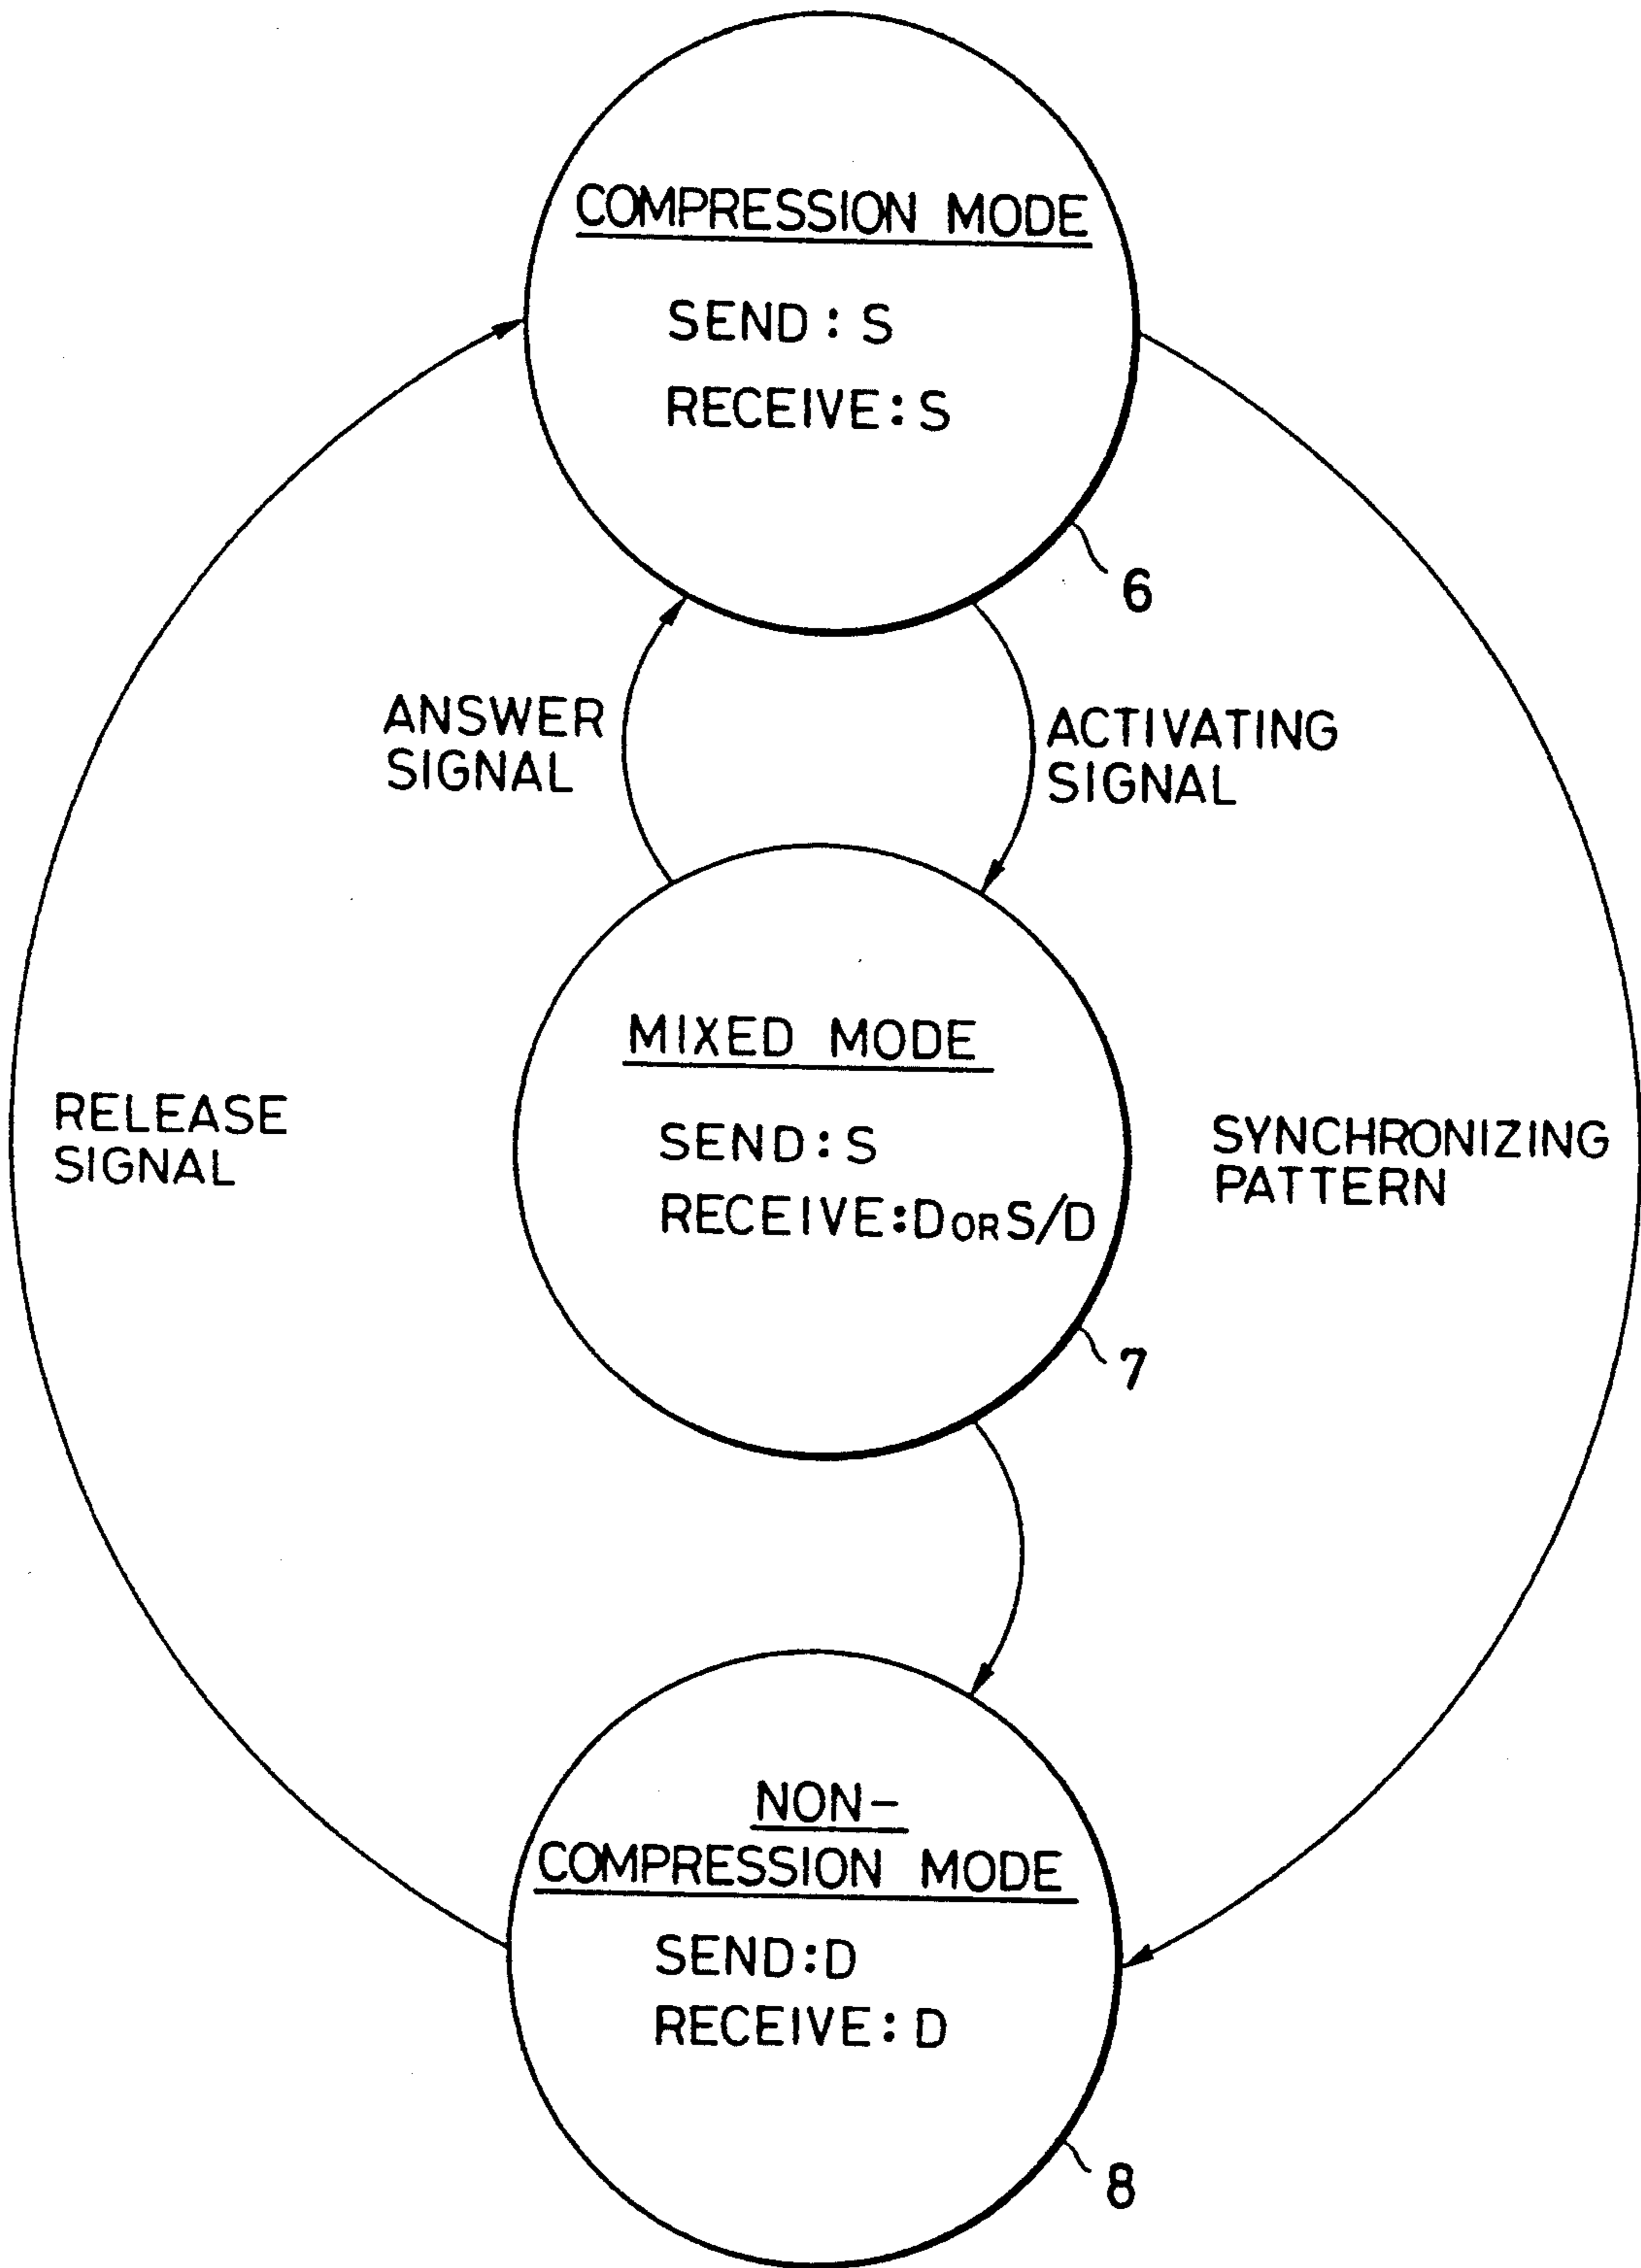 COMPRESSION MODE
SEND : S
RECEIVE : S
6
ANSWER
SIGNAL
ACTIVATING
SIGNAL
MIXED MODE
SEND : S
RECEIVE : D OR S/D
7
RELEASE
SIGNAL
SYNCHRONIZING
PATTERN
NON-
COMPRESSION MODE
SEND : D
RECEIVE : D
8